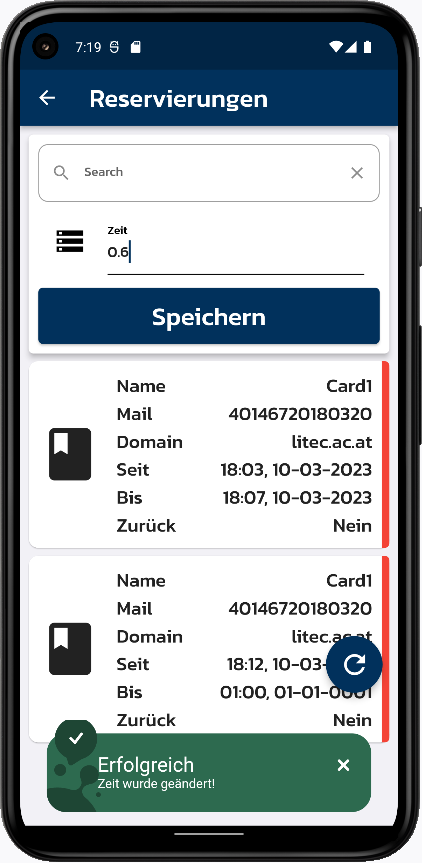 7:19
Reservierungen
Search
Zeit
0.6
Speichern
Name Card1
Mail 40146720180320
Domain litec.ac.at
Seit 18:03, 10-03-2023
Bis 18:07, 10-03-2023
Zurück Nein
Name Card1
Mail 40146720180320
Domain litec.ac.at
Seit 18:12, 10-03-
Bis 01:00, 01-01-0001
Zurück Nein
Erfolgreich
Zeit wurde geändert!